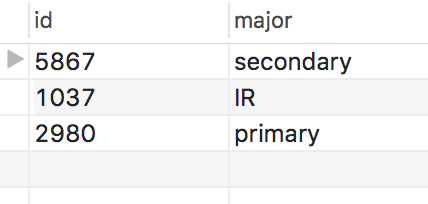 id major
5867 secondary
1037 IR
2980 primary